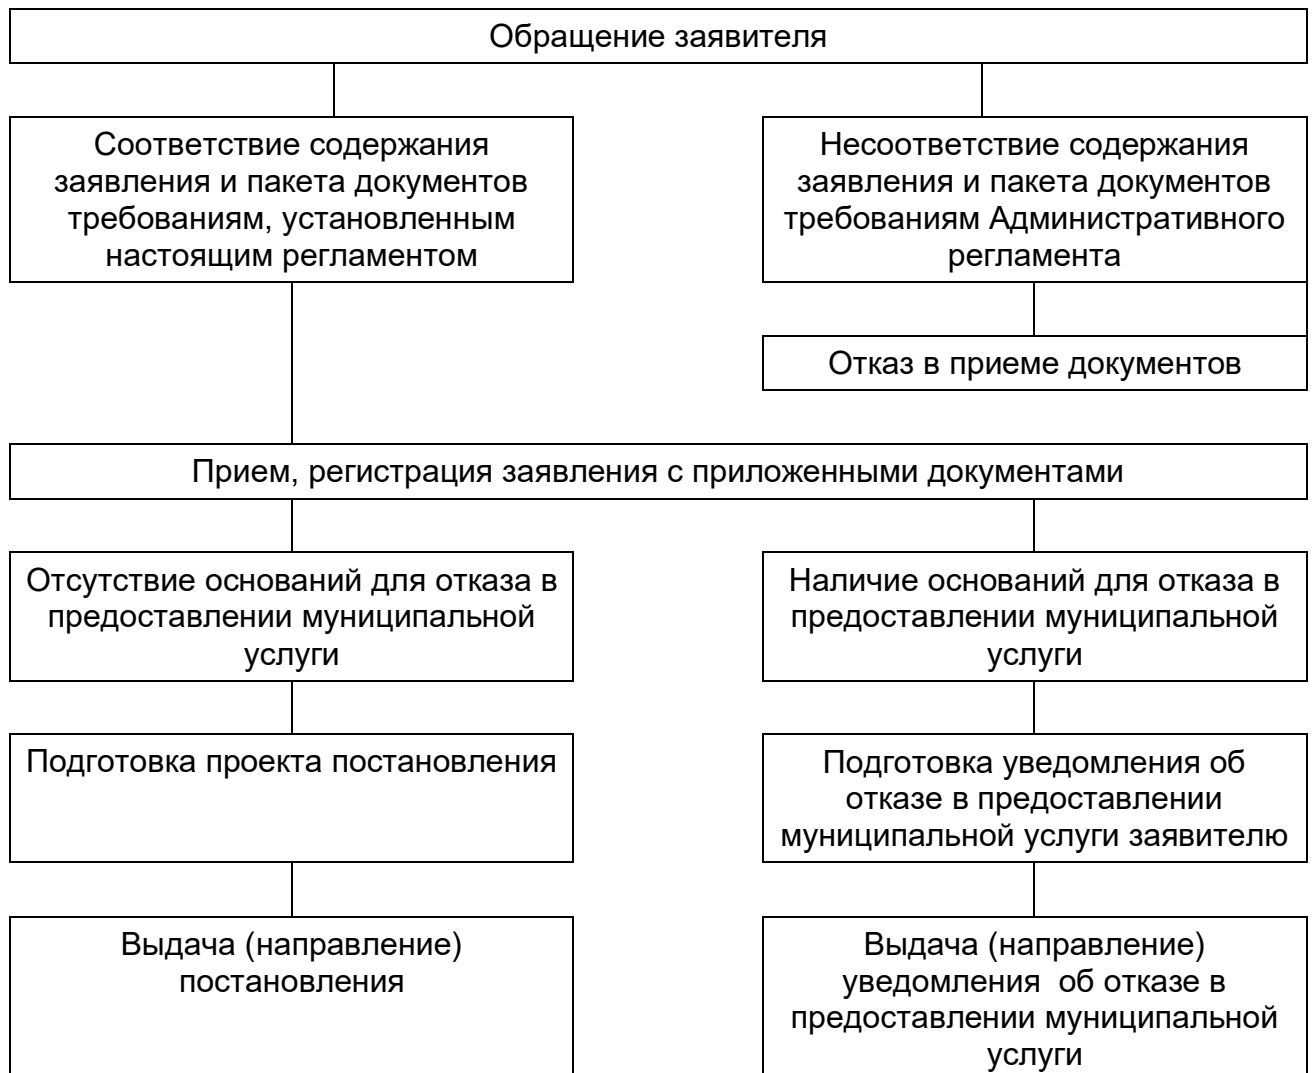 Обращение заявителя
Соответствие содержания
заявления и пакета документов
требованиям, установленным
настоящим регламентом
Несоответствие содержания
заявления и пакета документов
требованиям Административного
регламента
Отказ в приеме документов
Прием, регистрация заявления с приложенными документами
Отсутствие оснований для отказа в
предоставлении муниципальной
услуги
Наличие оснований для отказа в
предоставлении муниципальной
услуги
Подготовка проекта постановления
Подготовка уведомления об
отказе в предоставлении
муниципальной услуги заявителю
Выдача (направление)
постановления
Выдача (направление)
уведомления  об отказе в
предоставлении муниципальной
услуги